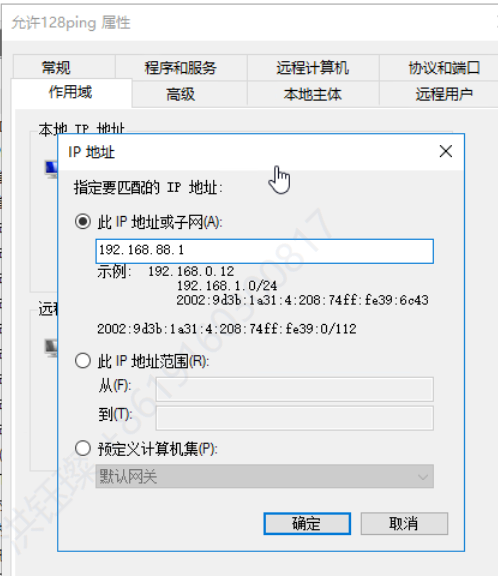 允许128ping 属性
常规 程序和服务 远程计算机 协议和端口
作用域 高级 本地主体 远程用户
本地 IP 地址
IP 地址
指定要匹配的 IP 地址:
此 IP 地址或子网(A):
192.168.88.1
示例: 192.168.0.12
192.168.1.0/24
2002:9d3b:1a31:4:208:74ff:fe39:6c43
远程
2002:9d3b:1a31:4:208:74ff:fe39:0/112
此 IP 地址范围(R):
从(F):
到(T):
预定义计算机集(P):
默认网关
确定 取消
洪钰璨+8619160930817